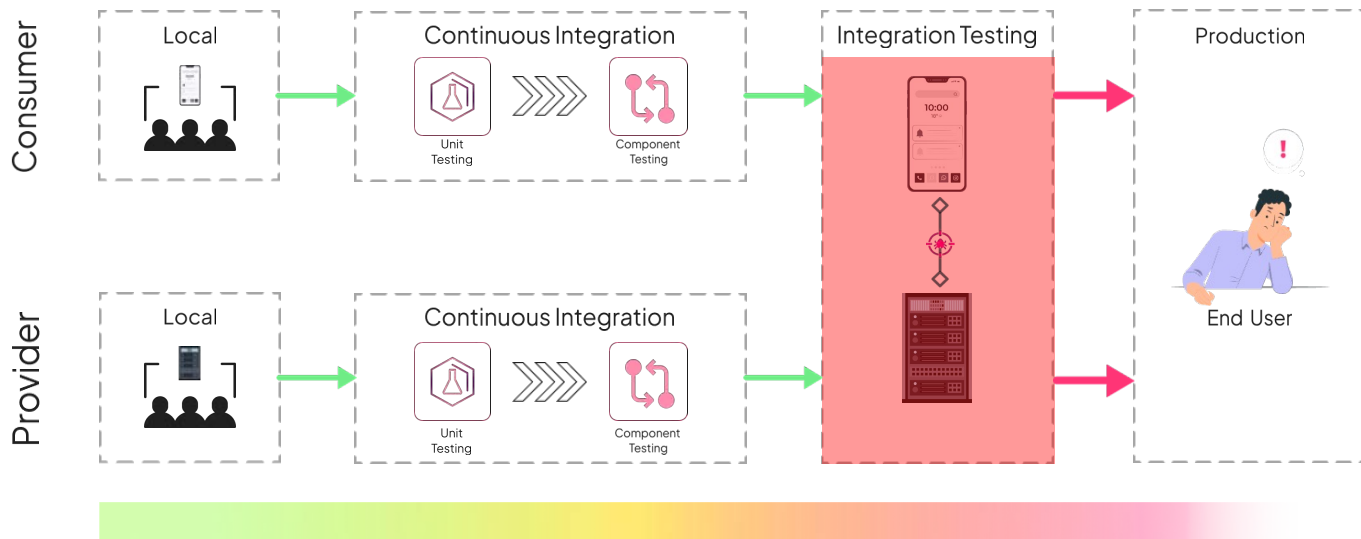 Consumer
Local
Continuous Integration
Unit
Testing
Component
Testing
Integration Testing
10:00
Production
!
End User
Provider
Local
Continuous Integration
Unit
Testing
Component
Testing